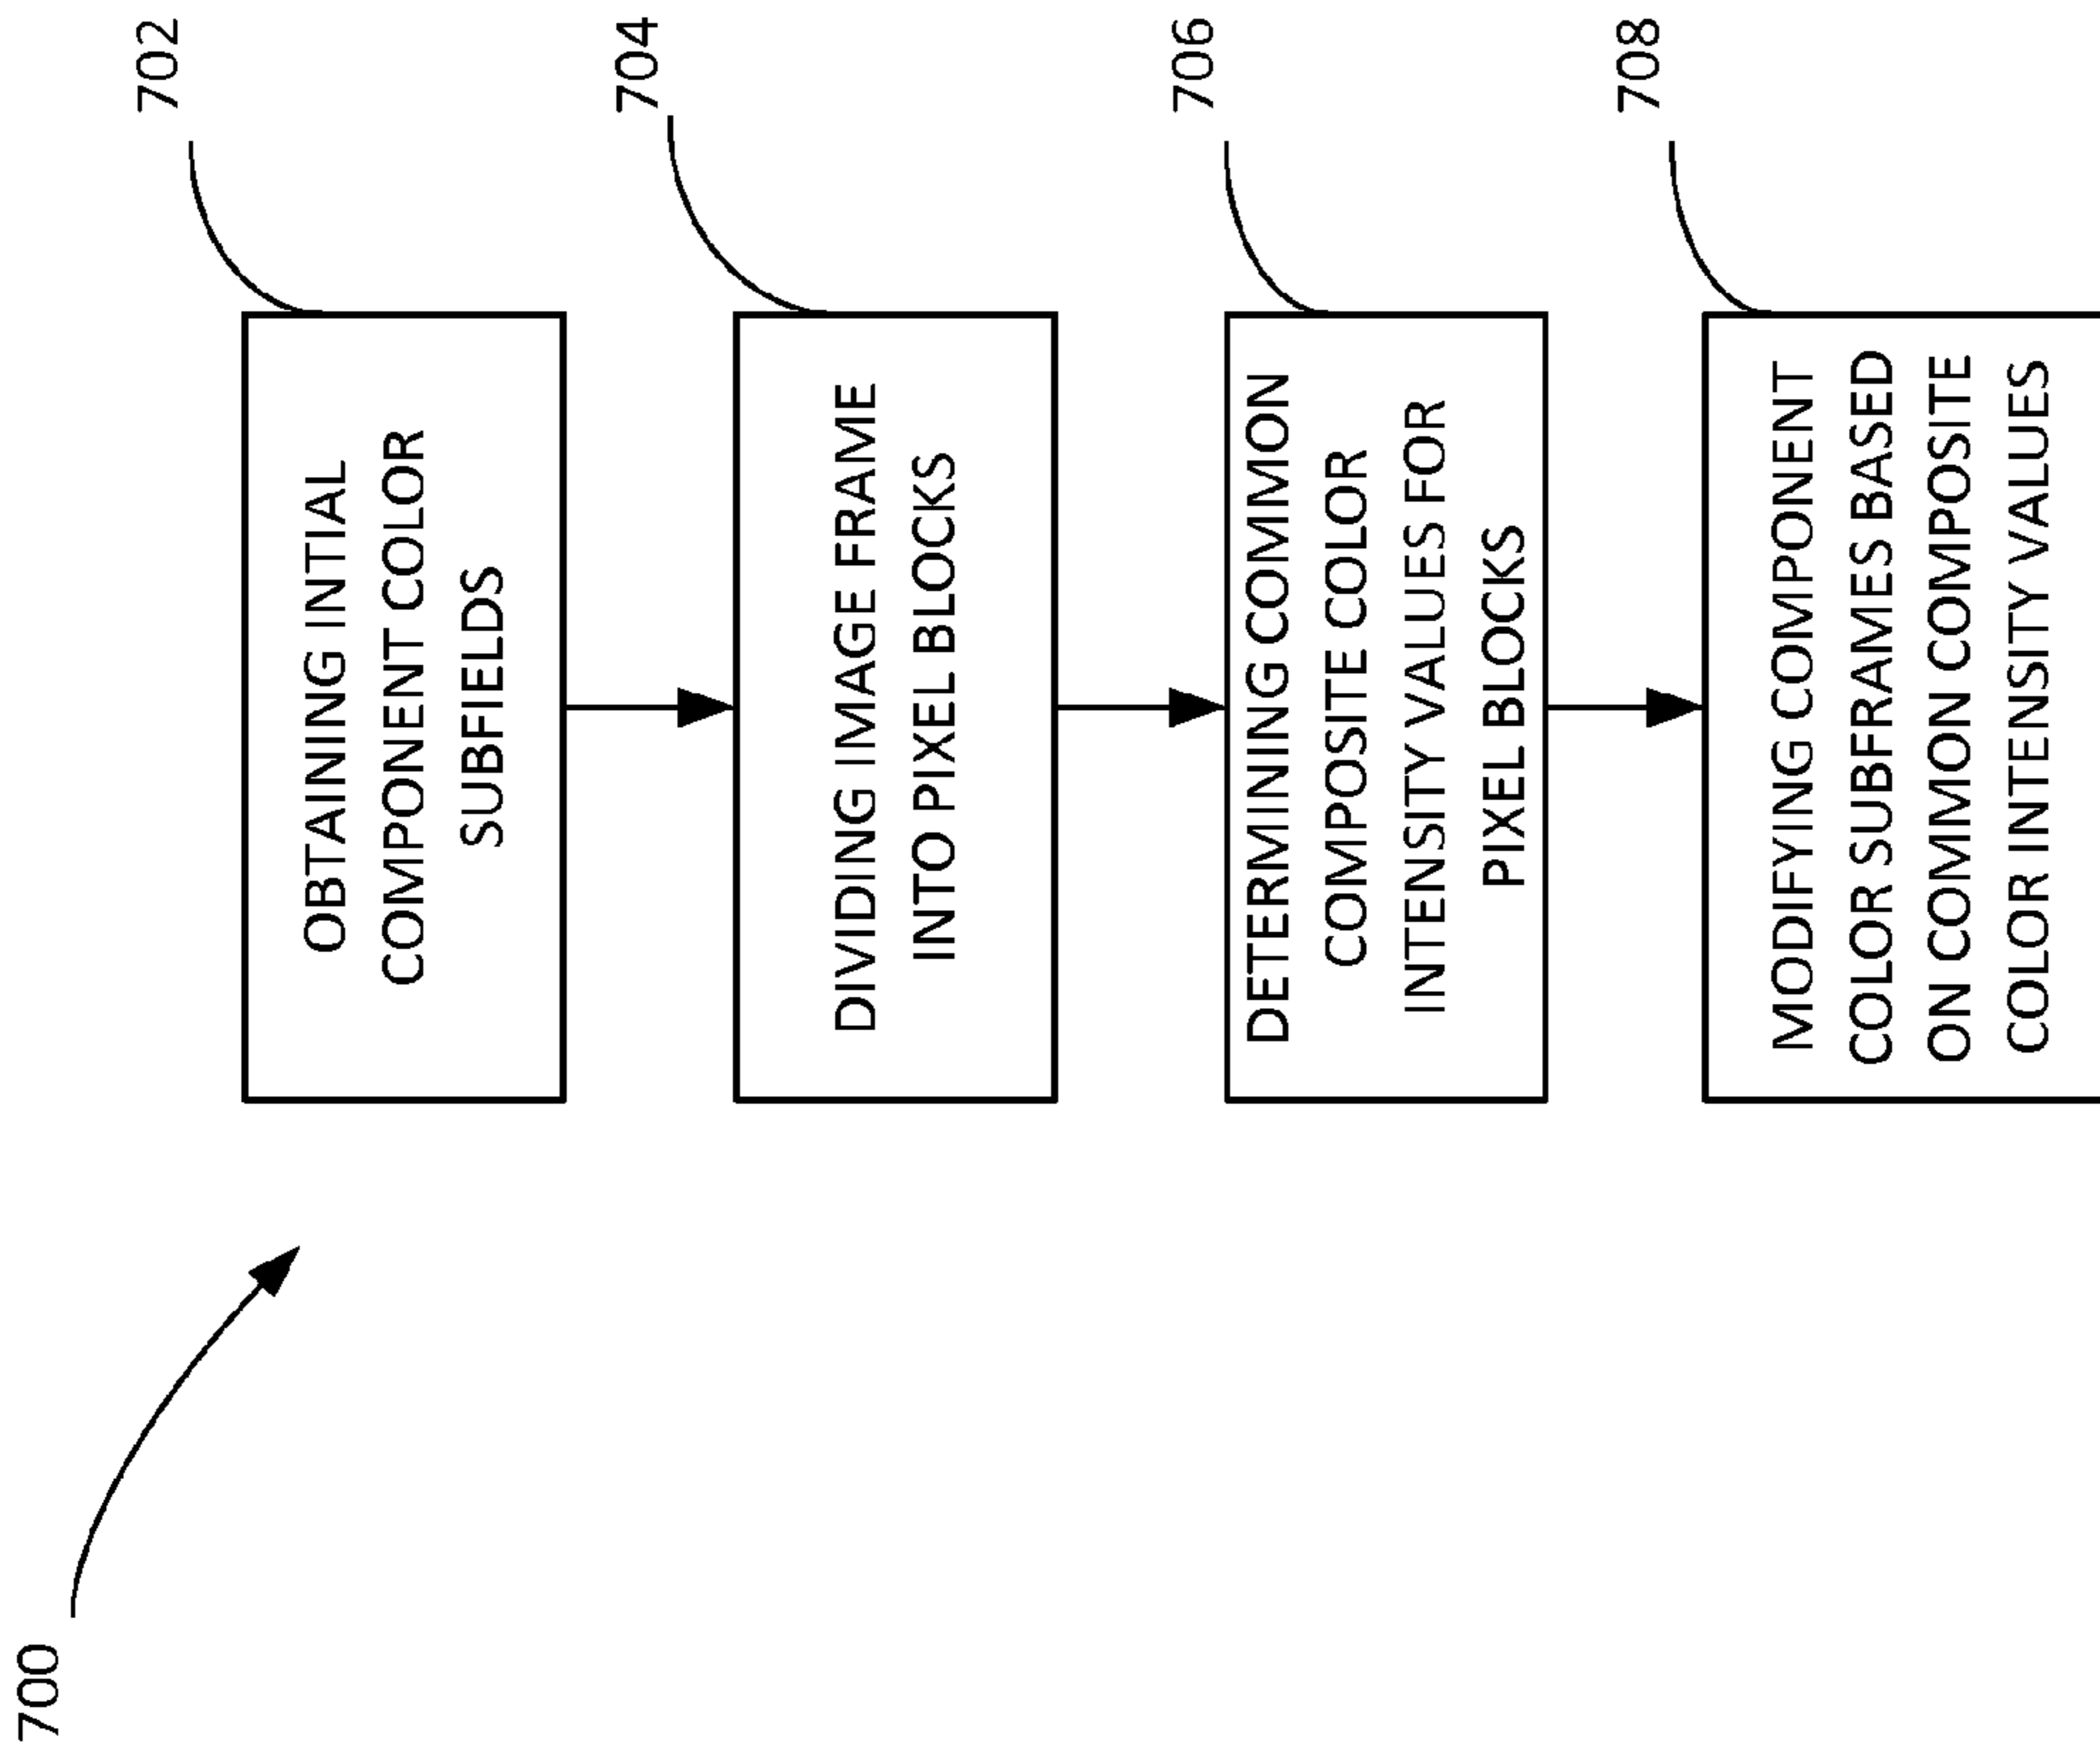 700
702
OBTAINING INTIAL
COMPONENT COLOR
SUBFIELDS
704
DIVIDING IMAGE FRAME
INTO PIXEL BLOCKS
706
DETERMINING COMMON
COMPOSITE COLOR
INTENSITY VALUES FOR
PIXEL BLOCKS
708
MODIFYING COMPONENT
COLOR SUBFRAMES BASED
ON COMMON COMPOSITE
COLOR INTENSITY VALUES